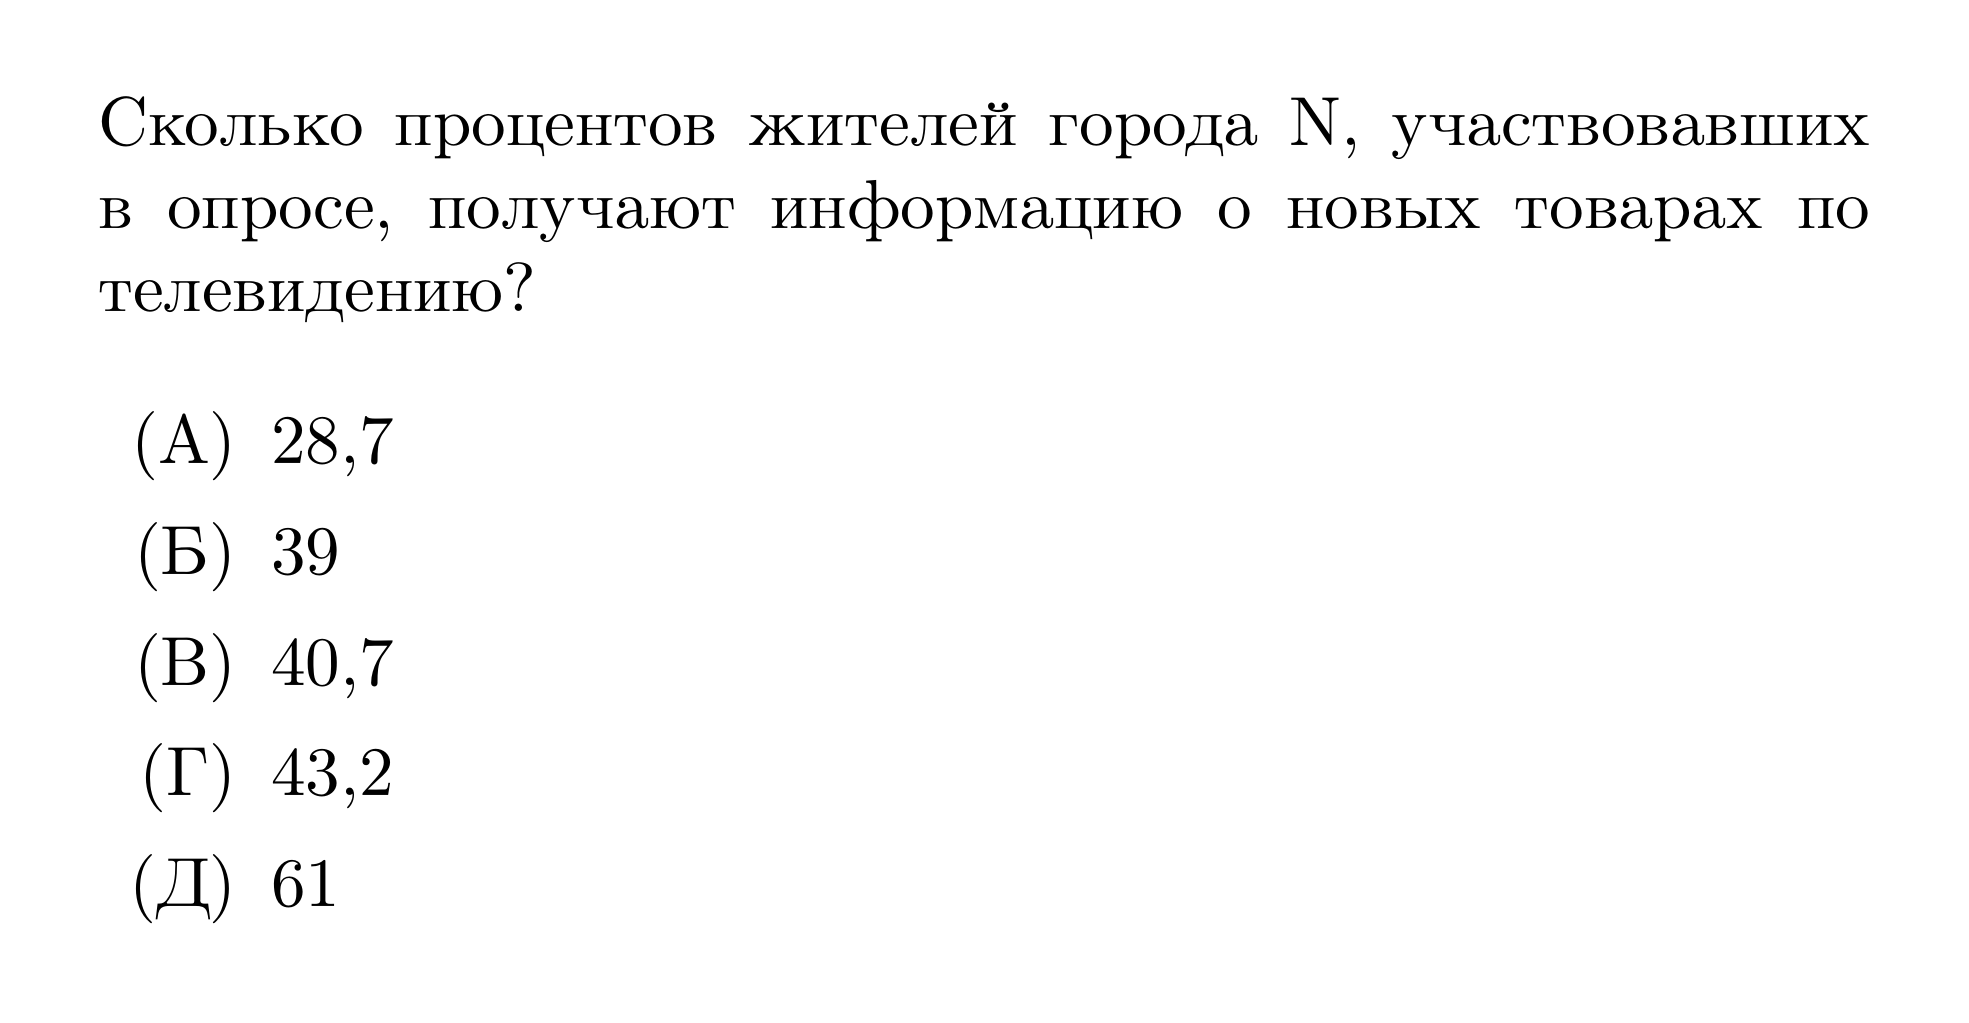 Сколько процентов жителей города N, участвовавших
в опросе, получают информацию о новых товарах по
телевидению?
(А) 28,7
(Б) 39
(В) 40,7
(Г) 43,2
(Д) 61